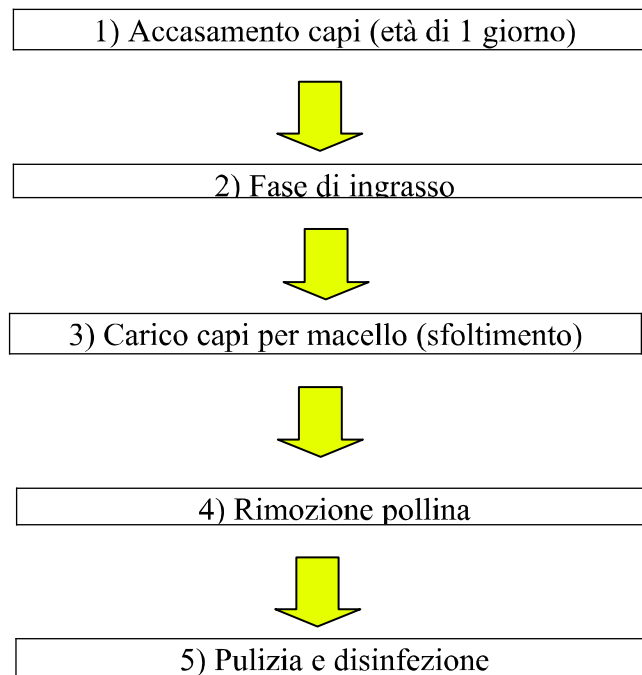 1) Accasamento capi (età di 1 giorno)
2) Fase di ingrasso
3) Carico capi per macello (sfoltimento)
4) Rimozione pollina
5) Pulizia e disinfezione